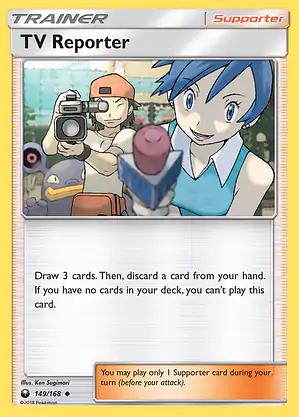 TRAINER Supporter
TV Reporter
Draw 3 cards. Then, discard a card from your hand.
If you have no cards in your deck, you can't play this
card.
Illus. Ken Sugimori
149/168
©2018 Pokémon
You may play only 1 Supporter card during your
turn (before your attack).